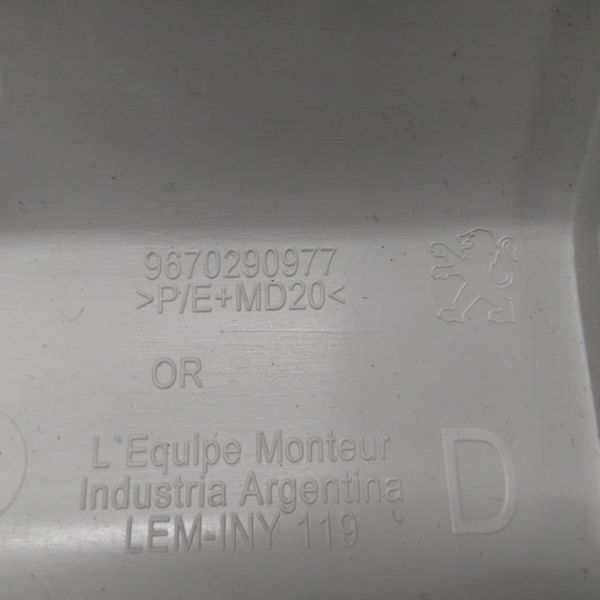 9670290977
>P/E+MD20<
OR
L`Equipe Monteur
Industria Argentina
LEM-INY 119
D